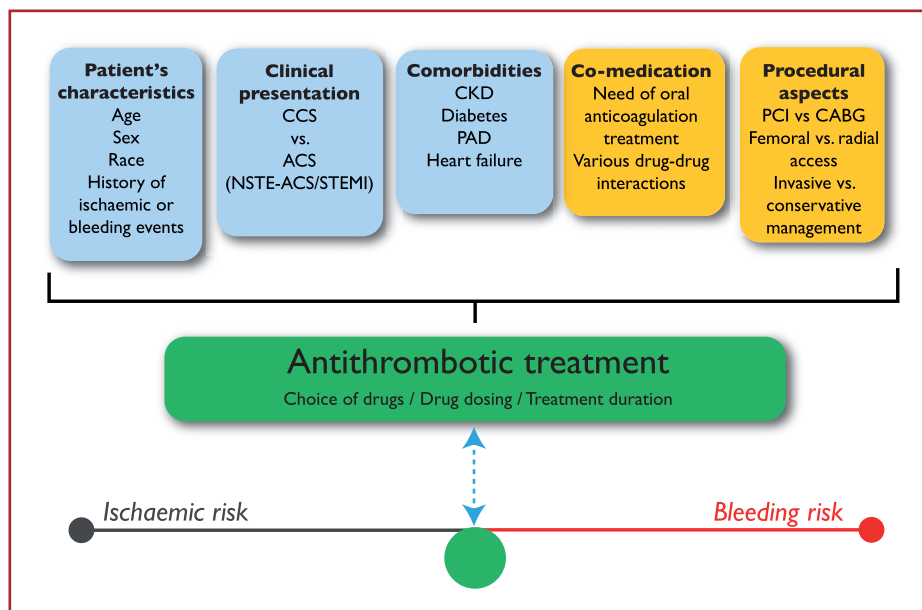 Patient's
characteristics
Age
Sex
Race
History of
ischaemic or
bleeding events
Clinical
presentation
CCS
vs.
ACS
(NSTE-ACS/STEMI)
Comorbidities
CKD
Diabetes
PAD
Heart failure
Co-medication
Need of oral
anticoagulation
treatment
Various drug-drug
interactions
Procedural
aspects
PCI vs CABG
Femoral vs. radial
access
Invasive vs.
conservative
management
Antithrombotic treatment
Choice of drugs / Drug dosing / Treatment duration
Ischaemic risk
Bleeding risk